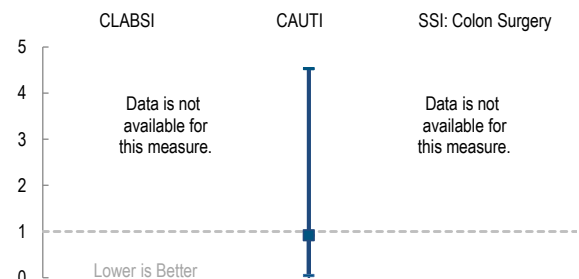 CLABSI CAUTI SSI: Colon Surgery
5
4
Data is not
available for
this measure.
Data is not
available for
this measure.
3
2
1
Lower is Better
0